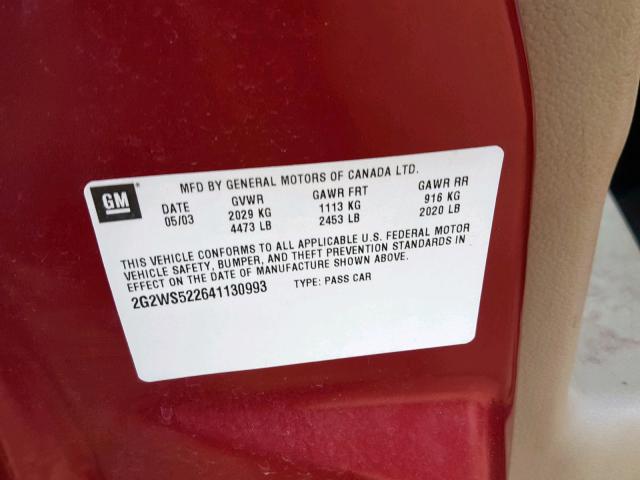 GM
MFD BY GENERAL MOTORS OF CANADA LTD.
DATE GVWR GAWR FRT GAWR RR
05/03 2029 KG 1113 KG 916 KG
4473 LB 2453 LB 2020 LB
THIS VEHICLE CONFORMS TO ALL APPLICABLE U.S. FEDERAL MOTOR
VEHICLE SAFETY, BUMPER, AND THEFT PREVENTION STANDARDS IN
EFFECT ON THE DATE OF MANUFACTURE SHOWN ABOVE.
2G2WS522641130993 TYPE: PASS CAR